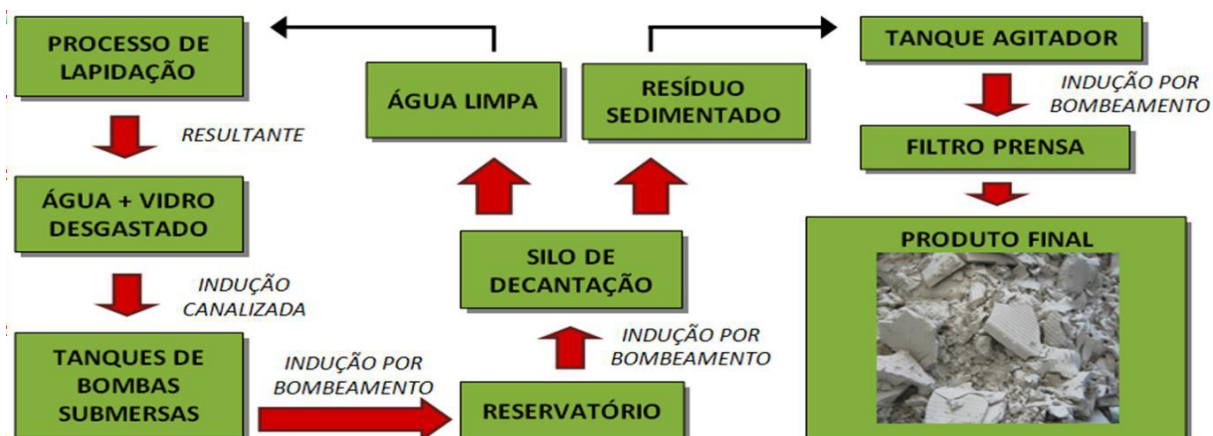 PROCESSO DE
LAPIDAÇÃO
RESULTANTE
ÁGUA + VIDRO
DESGASTADO
INDUÇÃO
CANALIZADA
TANQUES DE
BOMBAS
SUBMERSAS
INDUÇÃO POR
BOMBEAMENTO
RESERVATÓRIO
INDUÇÃO POR
BOMBEAMENTO
SILO DE
DECANTAÇÃO
ÁGUA LIMPA
RESÍDUO
SEDIMENTADO
TANQUE AGITADOR
INDUÇÃO POR
BOMBEAMENTO
FILTRO PRENSA
PRODUTO FINAL